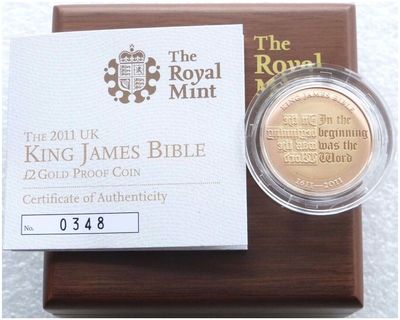 The
Royal
Mint
THE 2011 UK
KING JAMES BIBLE
£2 GOLD PROOF COIN
Certificate of Authenticity
No. 0348
The
Royal
Mint
KING JAMES BIBLE
In the
beginning
was the
Word
1611–2011